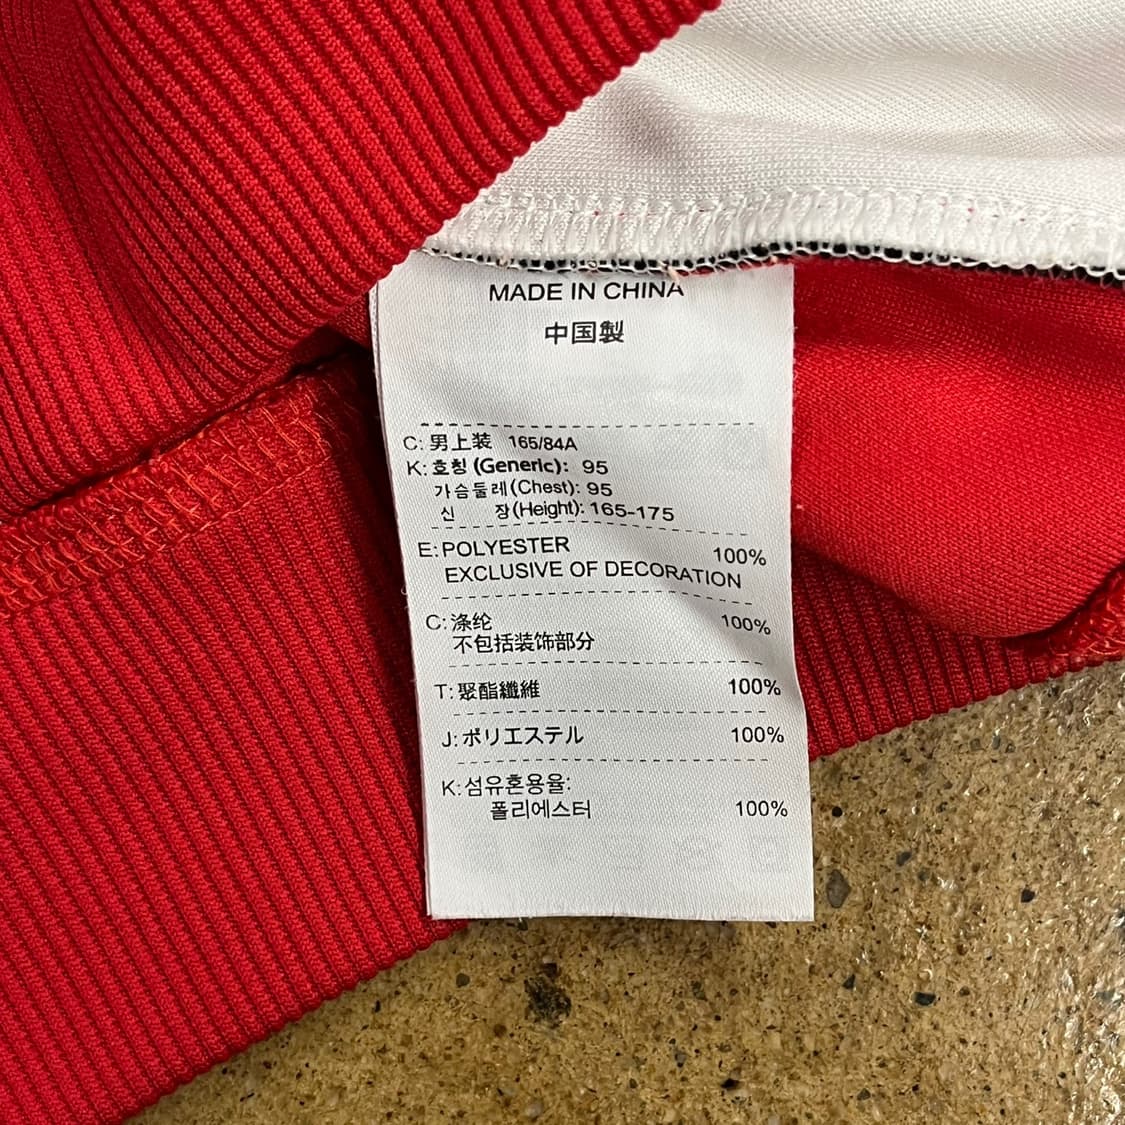 MADE IN CHINA
中国製
C: 男上装 165/84A
K: 호칭 (Generic): 95
가슴둘레(Chest): 95
신 장(Height): 165-175
E: POLYESTER 100%
EXCLUSIVE OF DECORATION
C: 涤纶 100%
不包括装饰部分
T: 聚酯纖維 100%
J: ポリエステル 100%
K: 섬유혼용율:
폴리에스터 100%